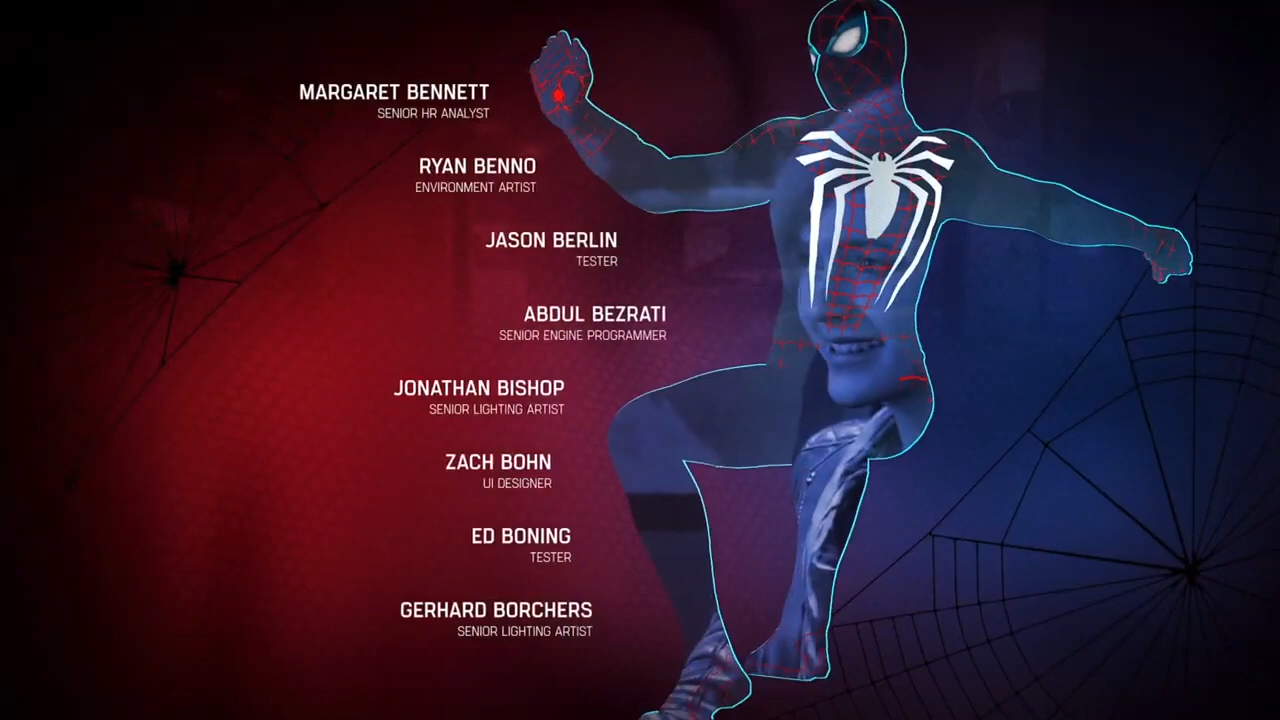 MARGARET BENNETT
SENIOR HR ANALYST
RYAN BENNO
ENVIRONMENT ARTIST
JASON BERLIN
TESTER
ABDUL BEZRATI
SENIOR ENGINE PROGRAMMER
JONATHAN BISHOP
SENIOR LIGHTING ARTIST
ZACH BOHN
UI DESIGNER
ED BONING
TESTER
GERHARD BORCHERS
SENIOR LIGHTING ARTIST